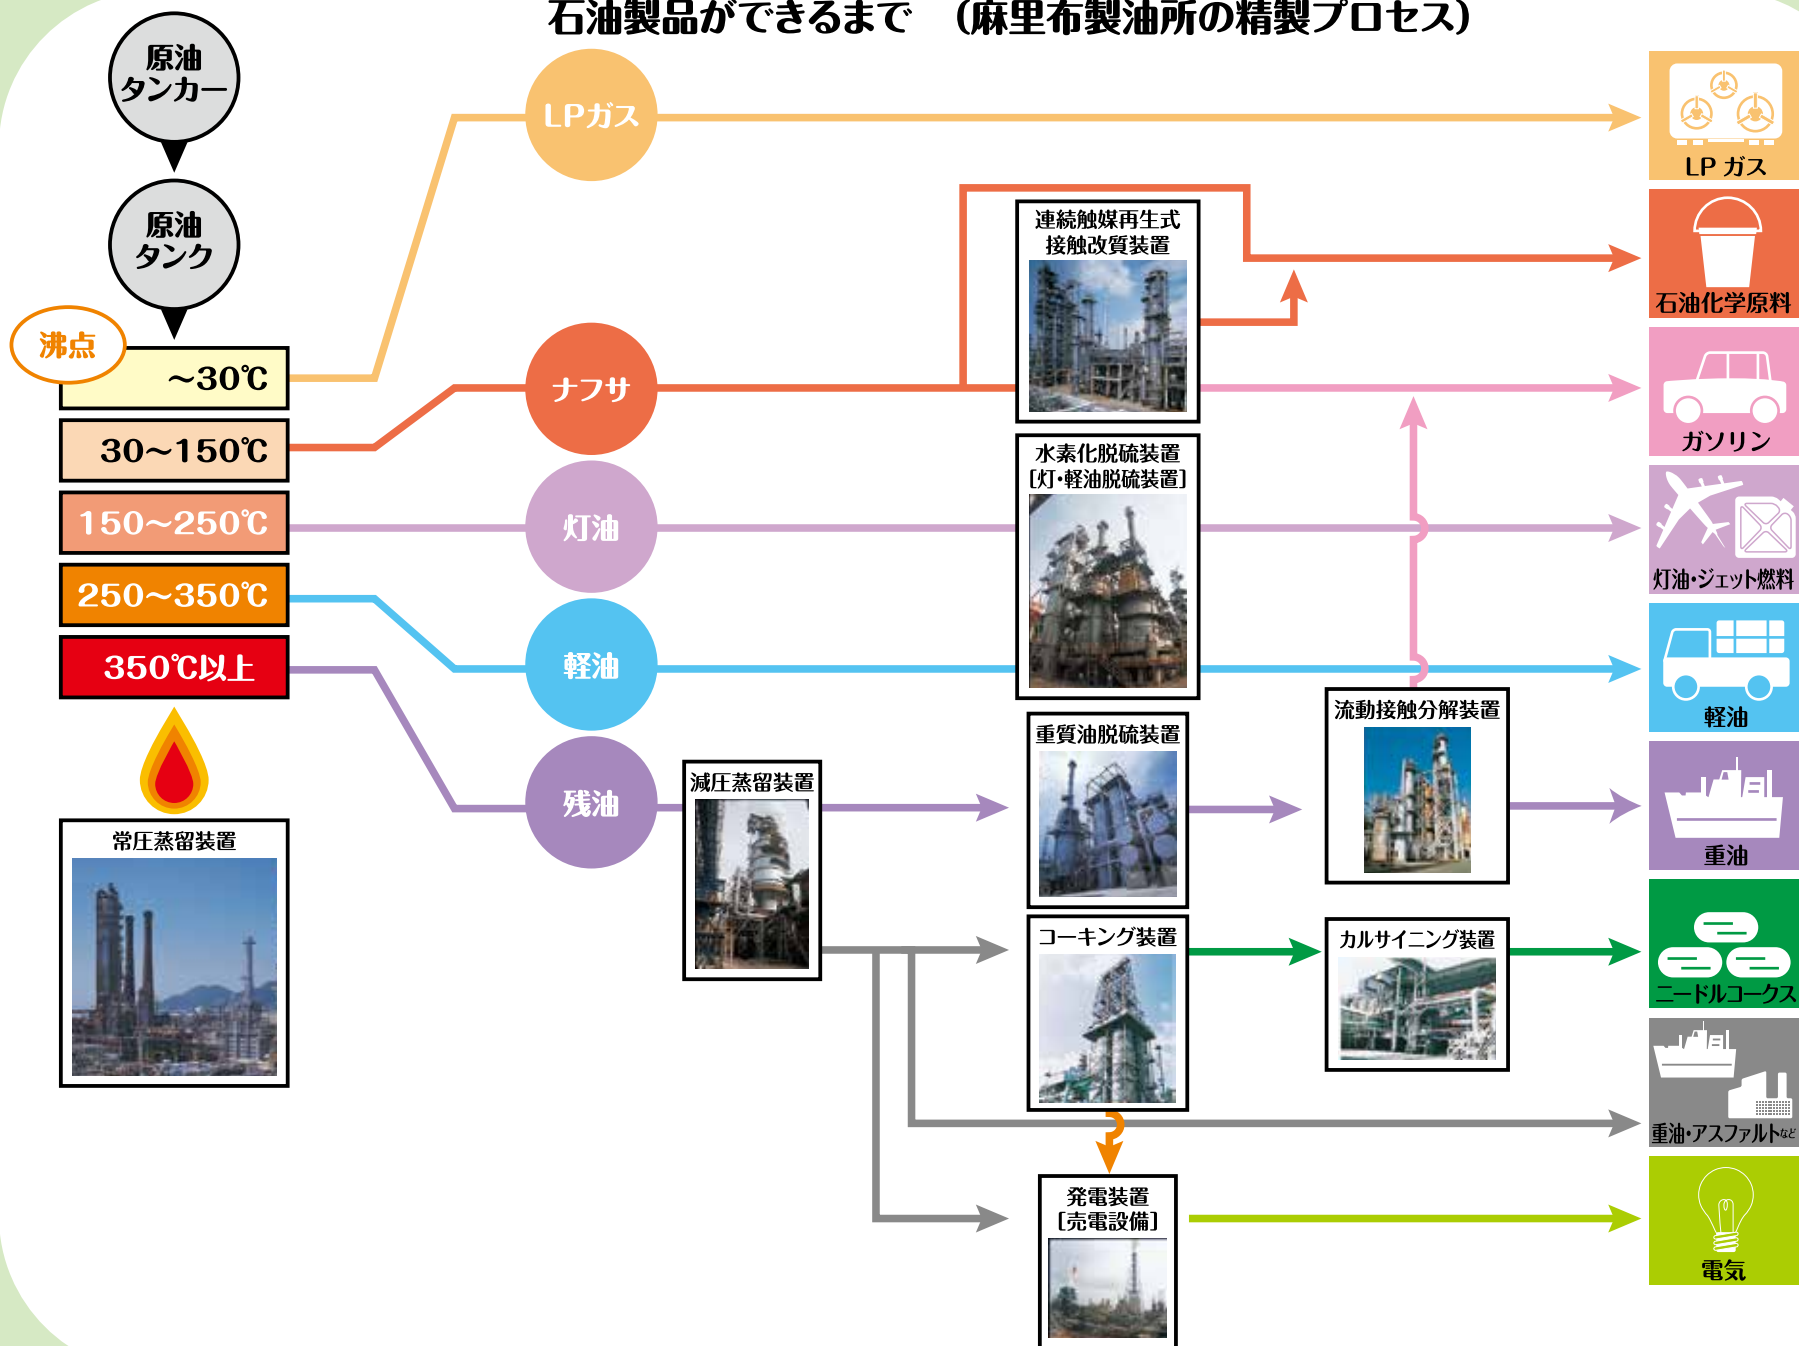 石油製品ができるまで （麻里布製油所の精製プロセス）
原油
タンカー
原油
タンク
沸点
～30℃
30～150℃
150～250℃
250～350℃
350℃以上
常圧蒸留装置
LPガス
ナフサ
灯油
軽油
残油
減圧蒸留装置
連続触媒再生式
接触改質装置
水素化脱硫装置
［灯・軽油脱硫装置］
重質油脱硫装置
コーキング装置
発電装置
［売電設備］
流動接触分解装置
カルサイニング装置
LP ガス
石油化学原料
ガソリン
灯油・ジェット燃料
軽油
重油
ニードルコークス
重油・アスファルトなど
電気